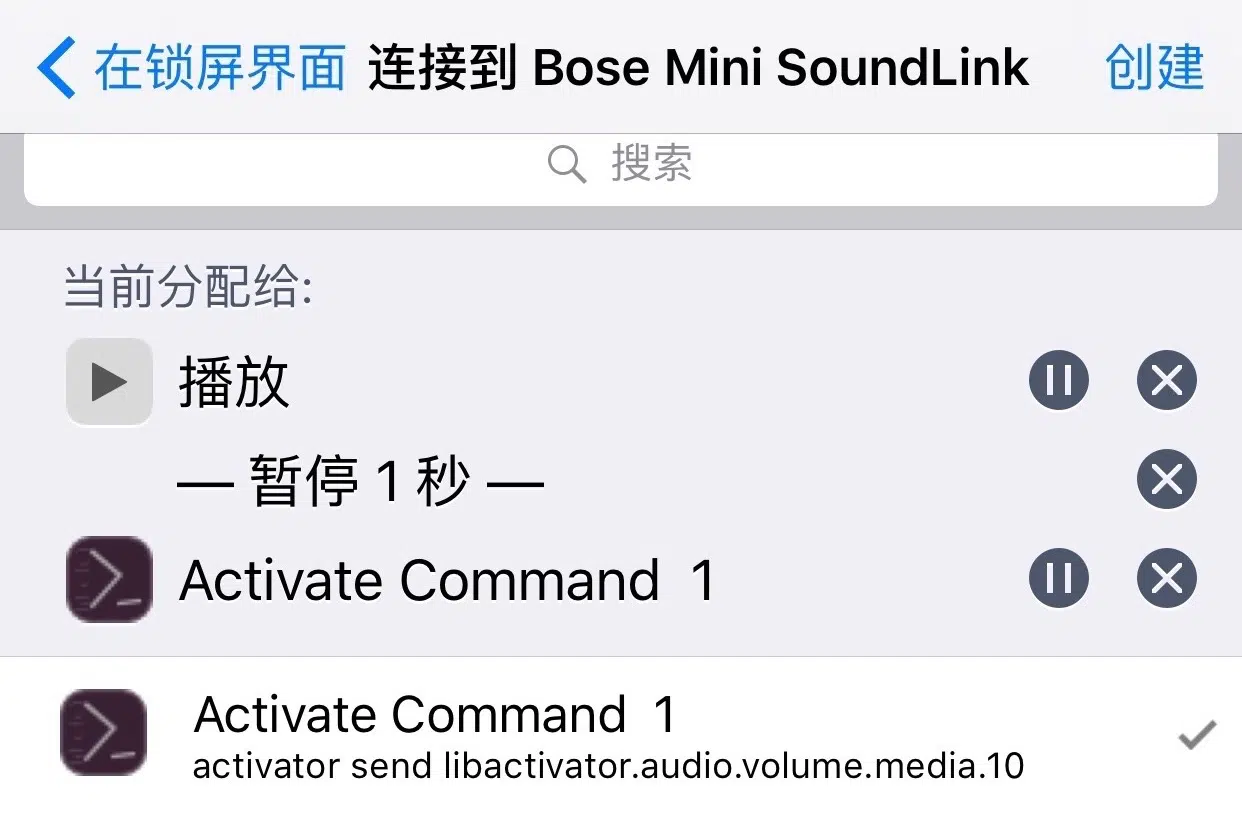 在锁屏界面 连接到 Bose Mini SoundLink 创建
搜索
当前分配给:
播放
— 暂停 1 秒 —
Activate Command 1
Activate Command 1
activator send libactivator.audio.volume.media.10